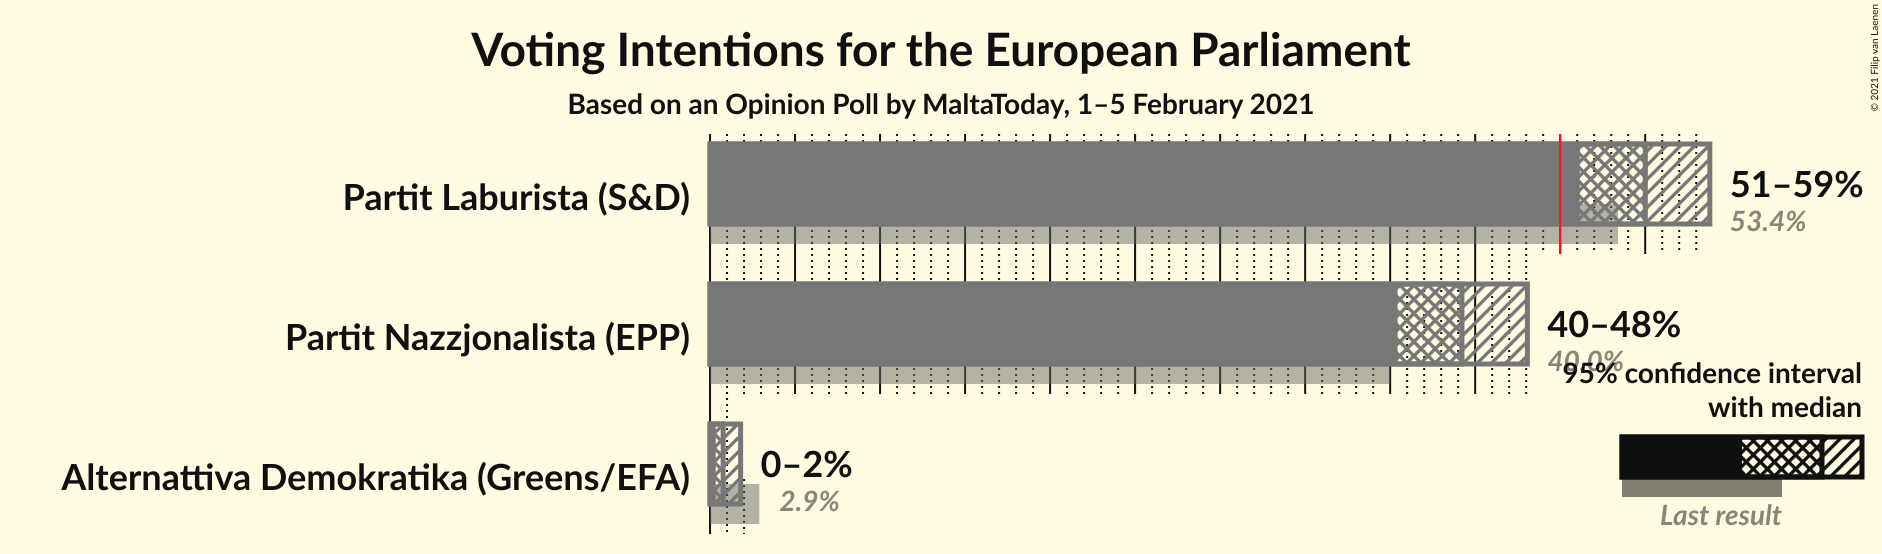 Voting Intentions for the European Parliament
Based on an Opinion Poll by MaltaToday, 1–5 February 2021
© 2021 Filip van Laenen
Partit Laburista (S&D)
51–59%
53.4%
Partit Nazzjonalista (EPP)
40–48%
40.0%
Alternattiva Demokratika (Greens/EFA)
0–2%
2.9%
95% confidence interval
with median
Last result